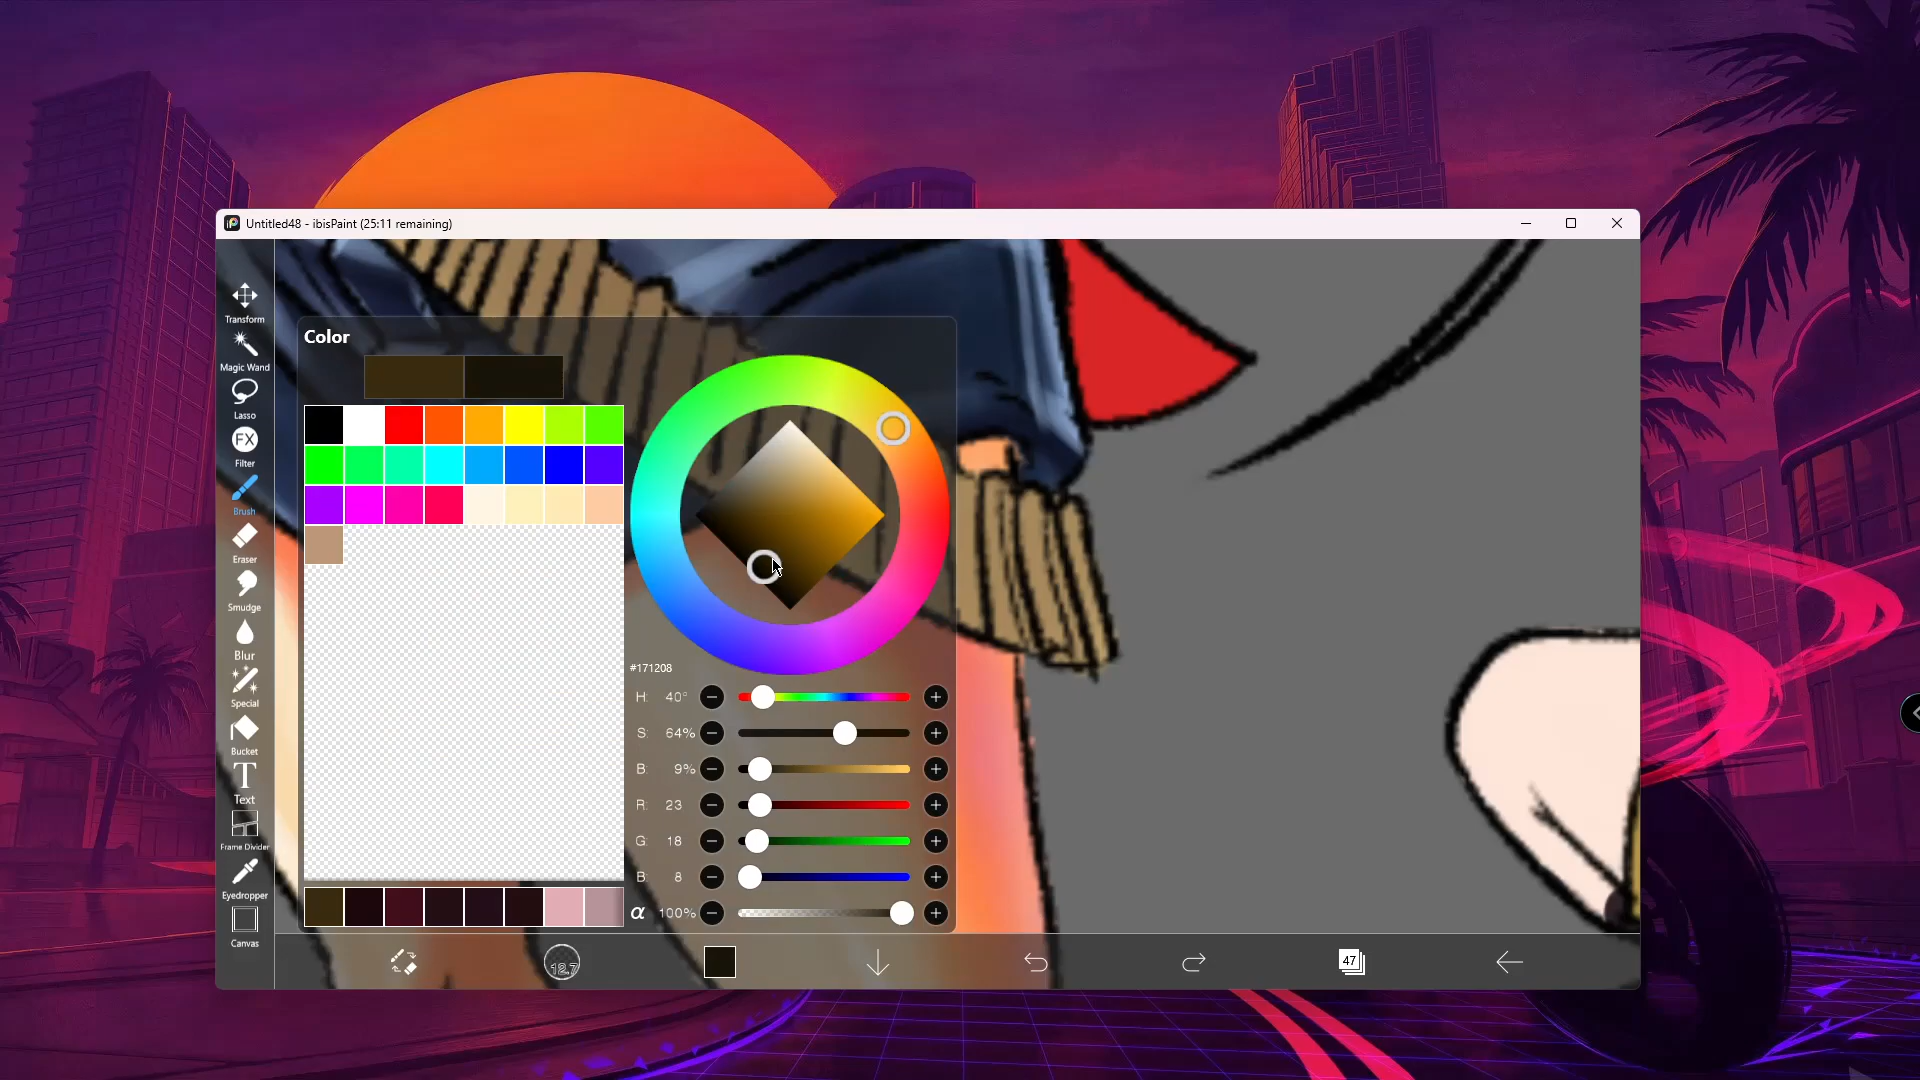 Untitled48 - ibisPaint (25:11 remaining)
Transform
Magic Wand
Lasso
FX
Filter
Brush
Eraser
Smudge
Blur
Special
Bucket
T
Text
Frame Divider
Eyedropper
Canvas
Color
#171208
H: 40°
S: 64%
B: 9%
R: 23
G: 18
B: 8
α 100%
12.7
47